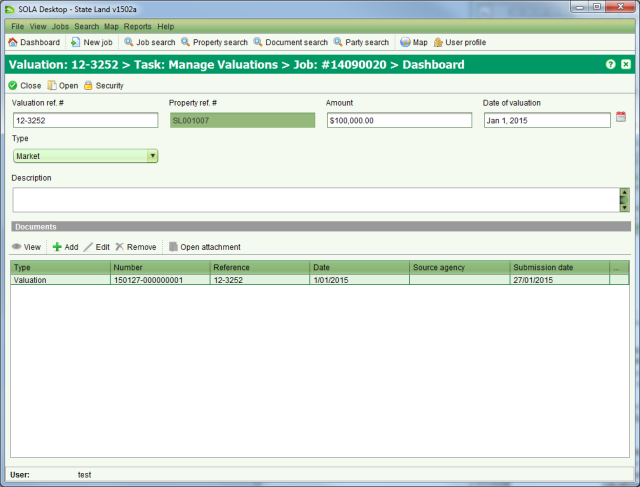 SOLA Desktop - State Land v1502a
File View Jobs Search Map Reports Help
Dashboard New job Job search Property search Document search Party search Map User profile
Valuation: 12-3252 > Task: Manage Valuations > Job: #14090020 > Dashboard
Close Open Security
Valuation ref. # Property ref. # Amount Date of valuation
12-3252 SL001007 $100,000.00 Jan 1, 2015
Type
Market
Description
Documents
View Add Edit Remove Open attachment
Type Number Reference Date Source agency Submission date ...
Valuation 150127-000000001 12-3252 1/01/2015 27/01/2015
User: test